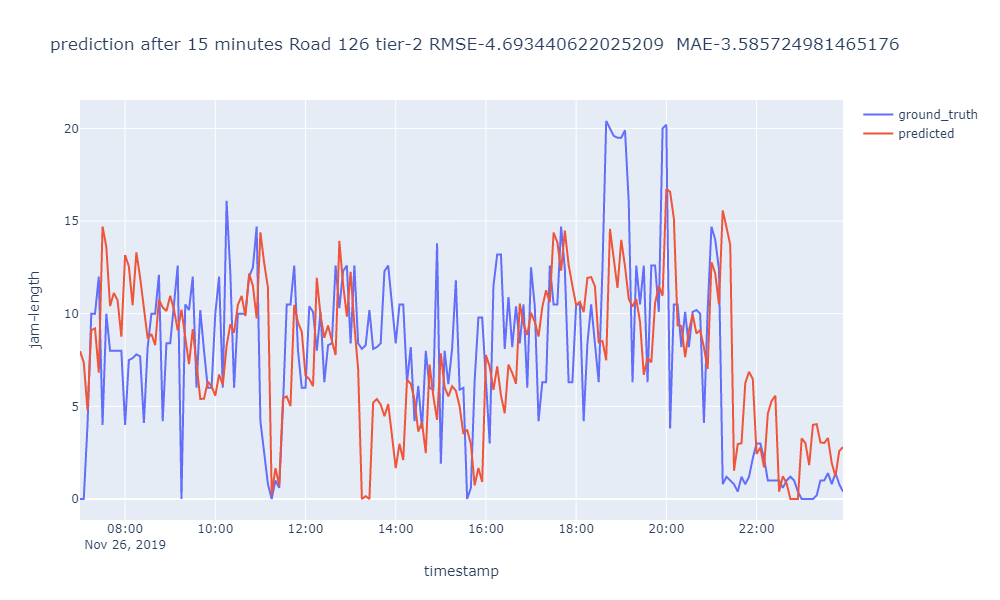 prediction after 15 minutes Road 126 tier-2 RMSE-4.693440622025209  MAE-3.585724981465176
ground_truth
predicted
jam-length
20
15
10
5
0
08:00 10:00 12:00 14:00 16:00 18:00 20:00 22:00
Nov 26, 2019
timestamp